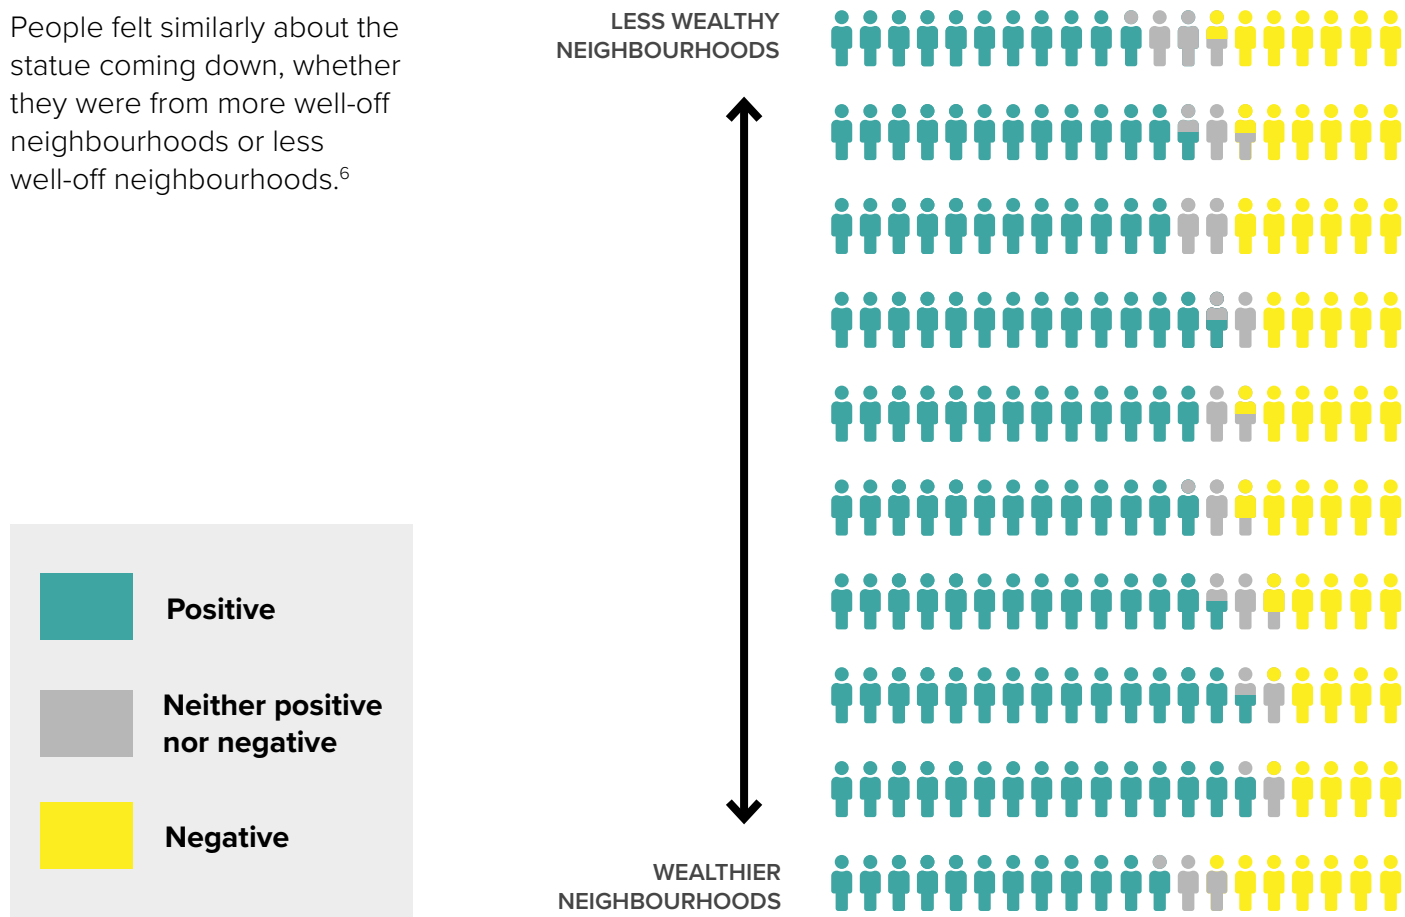 People felt similarly about the
statue coming down, whether
they were from more well-off
neighbourhoods or less
well-off neighbourhoods.6
LESS WEALTHY
NEIGHBOURHOODS
WEALTHIER
NEIGHBOURHOODS
Positive
Neither positive
nor negative
Negative